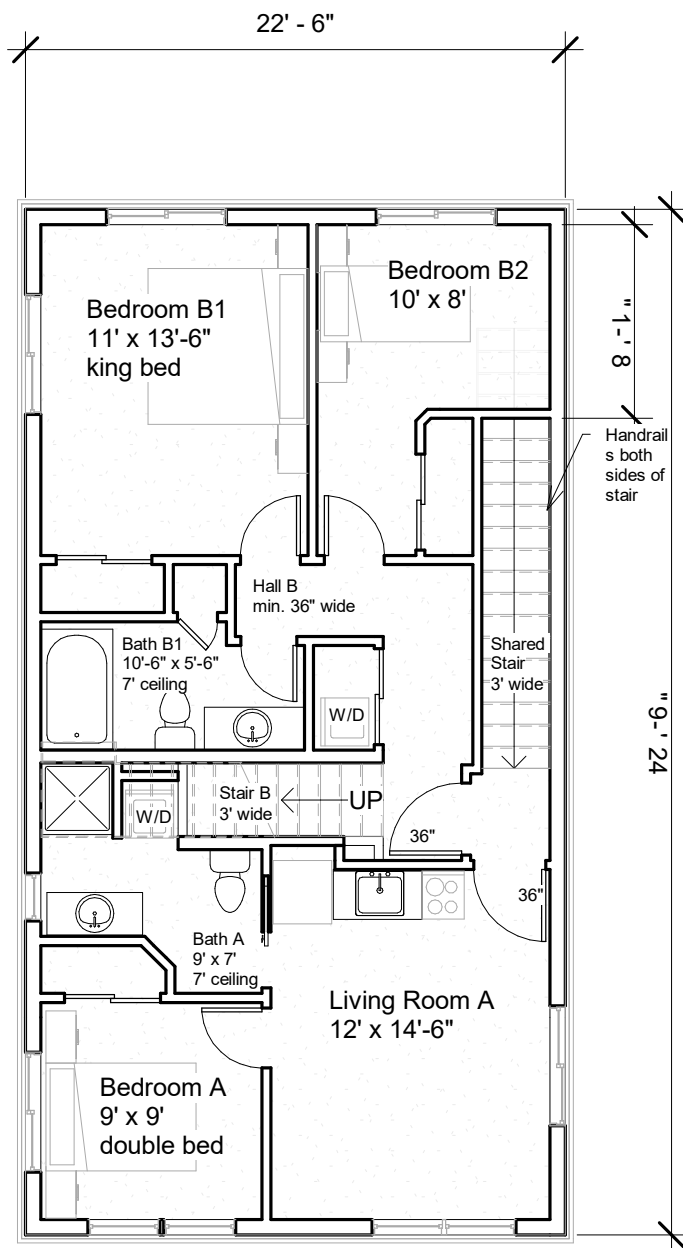 22' - 6"
Bedroom B1
11' x 13'-6"
king bed
Bedroom B2
10' x 8'
" 1- ' 8
Handrail
s both
sides of
stair
Hall B
min. 36" wide
Bath B1
10'-6" x 5'-6"
7' ceiling
Shared
Stair
3' wide
W/D
" 9- ' 24
Stair B
3' wide
UP
W/D
36"
36"
Bath A
9' x 7'
7' ceiling
Living Room A
12' x 14'-6"
Bedroom A
9' x 9'
double bed